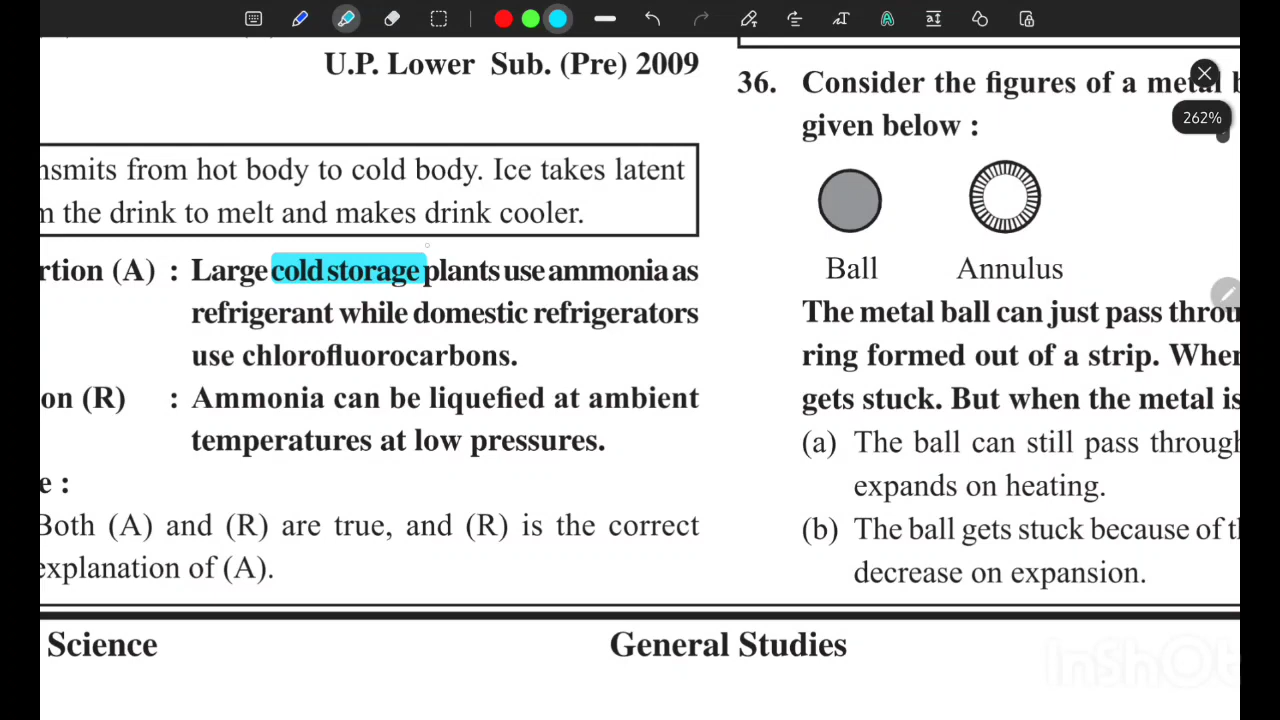 U.P. Lower Sub. (Pre) 2009
nsmits from hot body to cold body. Ice takes latent
m the drink to melt and makes drink cooler.
rtion (A) : Large cold storage plants use ammonia as
refrigerant while domestic refrigerators
use chlorofluorocarbons.
on (R) : Ammonia can be liquefied at ambient
temperatures at low pressures.
e :
Both (A) and (R) are true, and (R) is the correct
explanation of (A).
36. Consider the figures of a metal b
given below :
262%
Ball Annulus
The metal ball can just pass throu
ring formed out of a strip. When
gets stuck. But when the metal is
(a) The ball can still pass through
expands on heating.
(b) The ball gets stuck because of th
decrease on expansion.
Science General Studies
InShOt